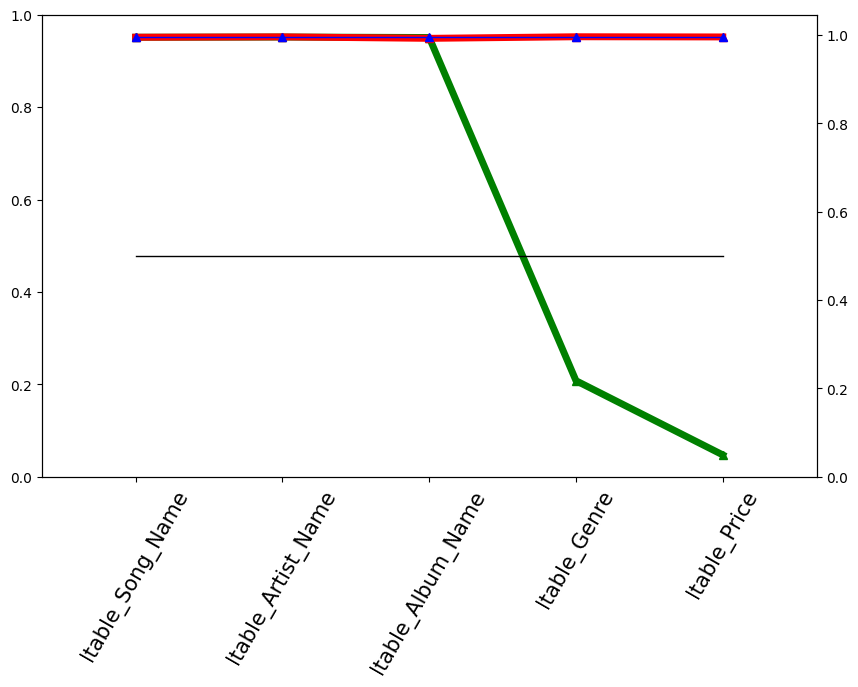 1.0
0.8
0.6
0.4
0.2
0.0
1.0
0.8
0.6
0.4
0.2
0.0
ltable_Song_Name
ltable_Artist_Name
ltable_Album_Name
ltable_Genre
ltable_Price